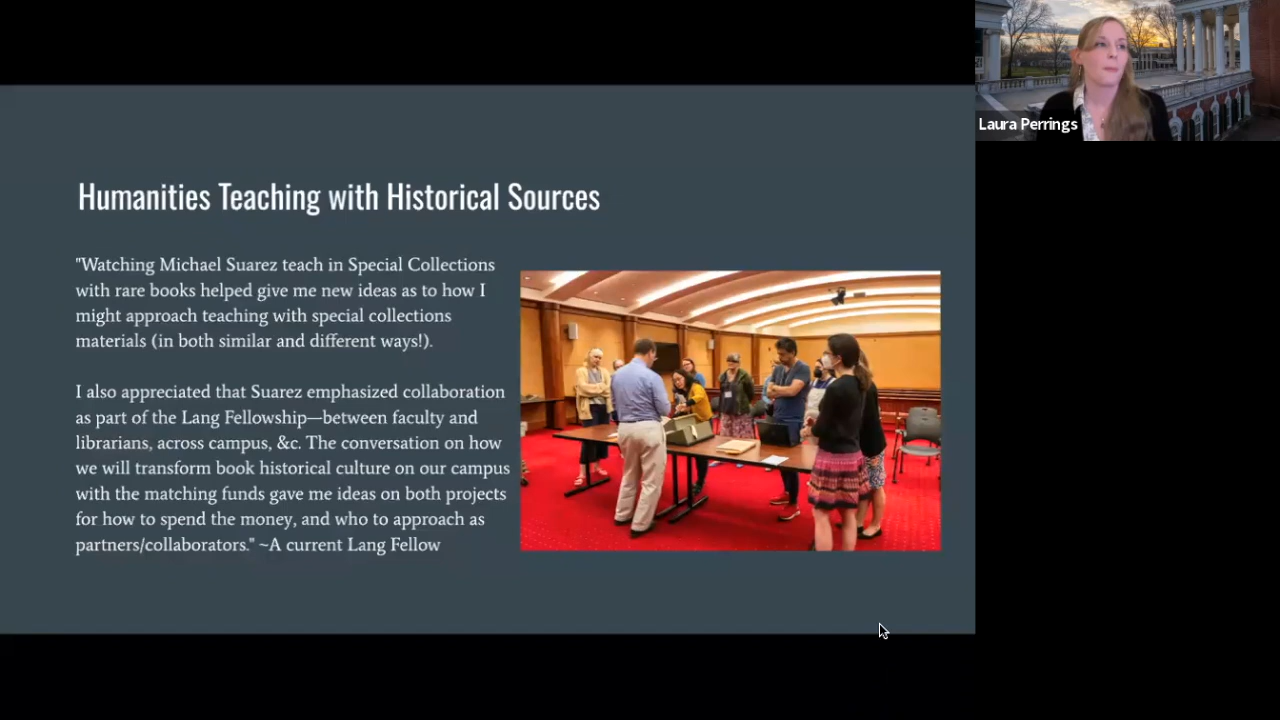 Laura Perrings
Humanities Teaching with Historical Sources
"Watching Michael Suarez teach in Special Collections
with rare books helped give me new ideas as to how I
might approach teaching with special collections
materials (in both similar and different ways!).
I also appreciated that Suarez emphasized collaboration
as part of the Lang Fellowship—between faculty and
librarians, across campus, &c. The conversation on how
we will transform book historical culture on our campus
with the matching funds gave me ideas on both projects
for how to spend the money, and who to approach as
partners/collaborators." ~A current Lang Fellow